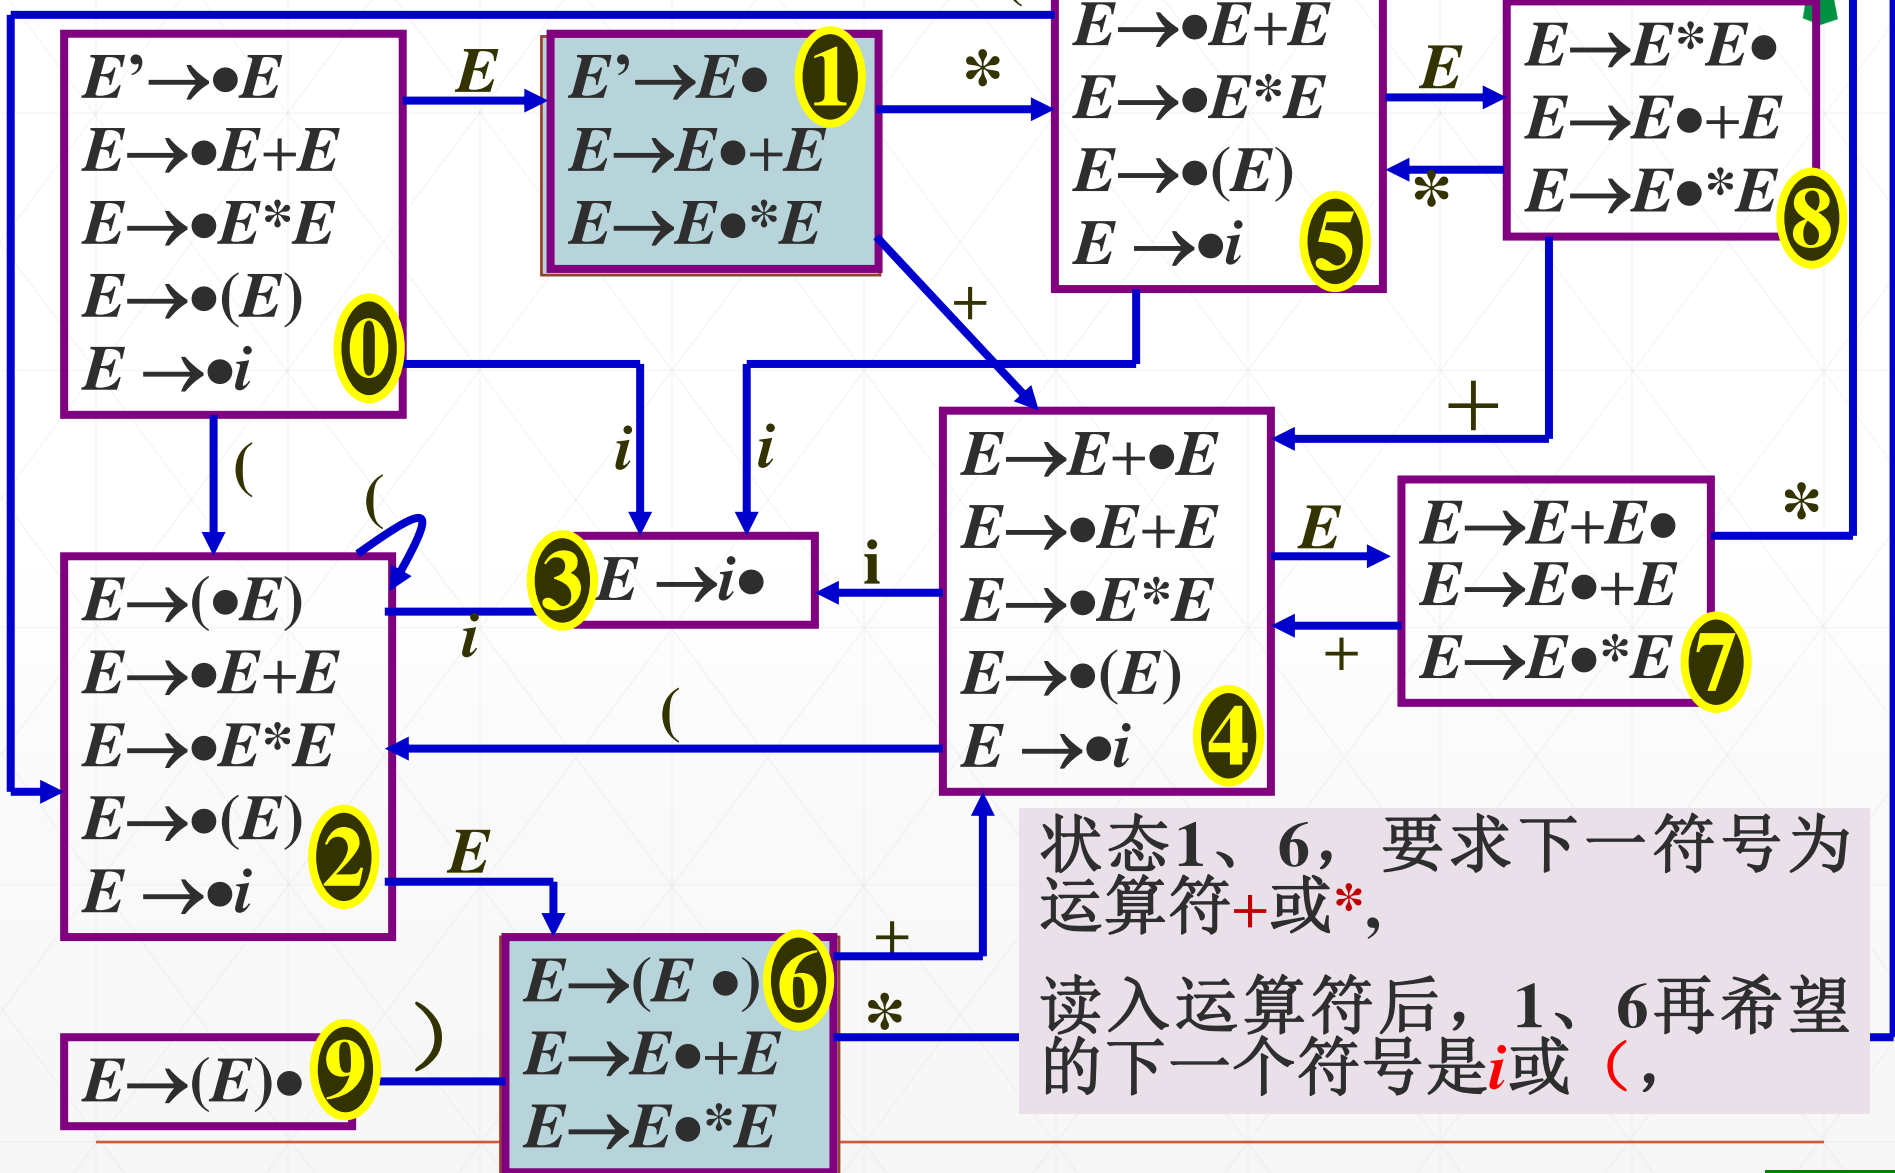 E’→●E
E→●E+E
E→●E*E
E→●(E)
E →●i
0
E
E’→E●
E→E●+E
E→E●*E
1
*
E→●E+E
E→●E*E
E→●(E)
E →●i
5
E
*
E→E*E●
E→E●+E
E→E●*E
8
+
+
(
(
i
i
E→(●E)
E→●E+E
E→●E*E
E→●(E)
E →●i
2
i
3
E →i●
i
(
E→E+●E
E→●E+E
E→●E*E
E→●(E)
E →●i
4
E
+
E→E+E●
E→E●+E
E→E●*E
7
*
E
E→(E ●)
E→E●+E
E→E●*E
6
+
*
)
E→(E)●
9
状态1、6，要求下一符号为
运算符+或*,
读入运算符后，1、6再希望
的下一个符号是i或（,